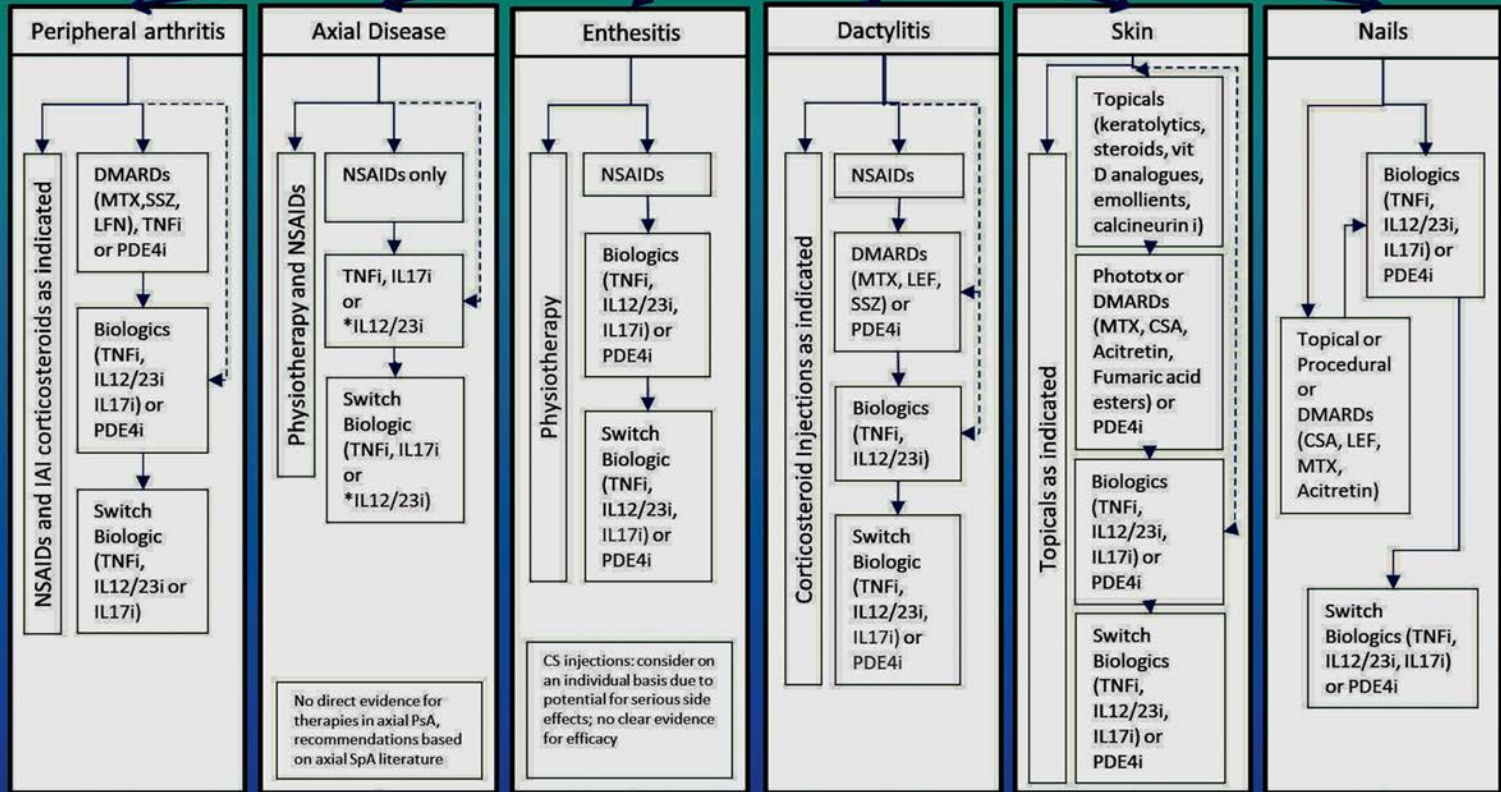 Peripheral arthritis
NSAIDs and IAI corticosteroids as indicated
DMARDs
(MTX,SSZ,
LFN), TNFi
or PDE4i
Biologics
(TNFi,
IL12/23i
IL17i) or
PDE4i
Switch
Biologic
(TNFi,
IL12/23i or
IL17i)
Axial Disease
Physiotherapy and NSAIDs
NSAIDs only
TNFi, IL17i
or
*IL12/23i
Switch
Biologic
(TNFi, IL17i
or
*IL12/23i)
No direct evidence for
therapies in axial PsA,
recommendations based
on axial SpA literature
Enthesitis
Physiotherapy
NSAIDs
Biologics
(TNFi,
IL12/23i,
IL17i) or
PDE4i
Switch
Biologic
(TNFi,
IL12/23i,
IL17i) or
PDE4i
CS injections: consider on
an individual basis due to
potential for serious side
effects; no clear evidence
for efficacy
Dactylitis
Corticosteroid Injections as indicated
NSAIDs
DMARDs
(MTX, LEF,
SSZ) or
PDE4i
Biologics
(TNFi,
IL12/23i)
Switch
Biologic
(TNFi,
IL12/23i,
IL17i) or
PDE4i
Skin
Topicals as indicated
Topicals
(keratolytics,
steroids, vit
D analogues,
emollients,
calcineurin i)
Phototx or
DMARDs
(MTX, CSA,
Acitretin,
Fumaric acid
esters) or
PDE4i
Biologics
(TNFi,
IL12/23i,
IL17i) or
PDE4i
Switch
Biologics
(TNFi,
IL12/23i,
IL17i) or
PDE4i
Nails
Biologics
(TNFi,
IL12/23i,
IL17i) or
PDE4i
Topical or
Procedural
or
DMARDs
(CSA, LEF,
MTX,
Acitretin)
Switch
Biologics (TNFi,
IL12/23i, IL17i)
or PDE4i